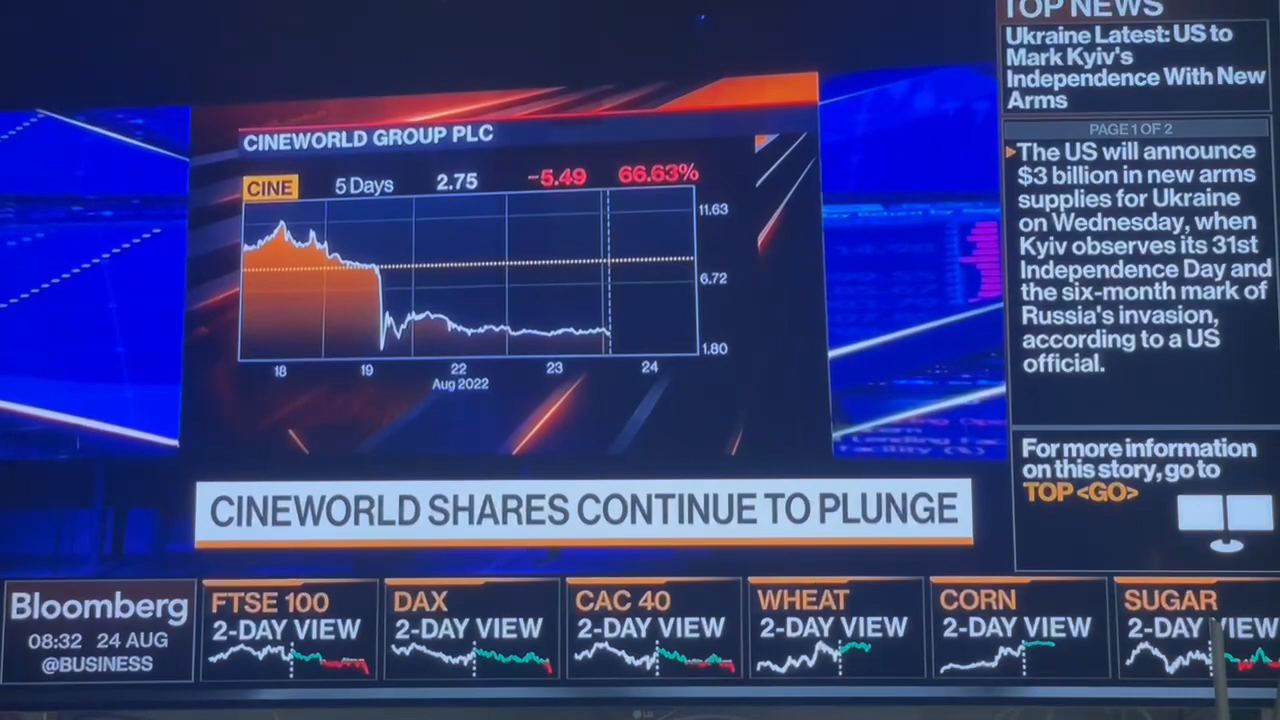 CINEWORLD GROUP PLC
CINE 5 Days 2.75 -5.49 66.63%
11.63
6.72
1.80
18 19 22 23 24
Aug 2022
CINEWORLD SHARES CONTINUE TO PLUNGE
TOP NEWS
Ukraine Latest: US to
Mark Kyiv's
Independence With New
Arms
PAGE 1 OF 2
The US will announce
$3 billion in new arms
supplies for Ukraine
on Wednesday, when
Kyiv observes its 31st
Independence Day and
the six-month mark of
Russia's invasion,
according to a US
official.
For more information
on this story, go to
TOP <GO>
Bloomberg
08:32 24 AUG
@BUSINESS
FTSE 100
2-DAY VIEW
DAX
2-DAY VIEW
CAC 40
2-DAY VIEW
WHEAT
2-DAY VIEW
CORN
2-DAY VIEW
SUGAR
2-DAY VIEW
LG